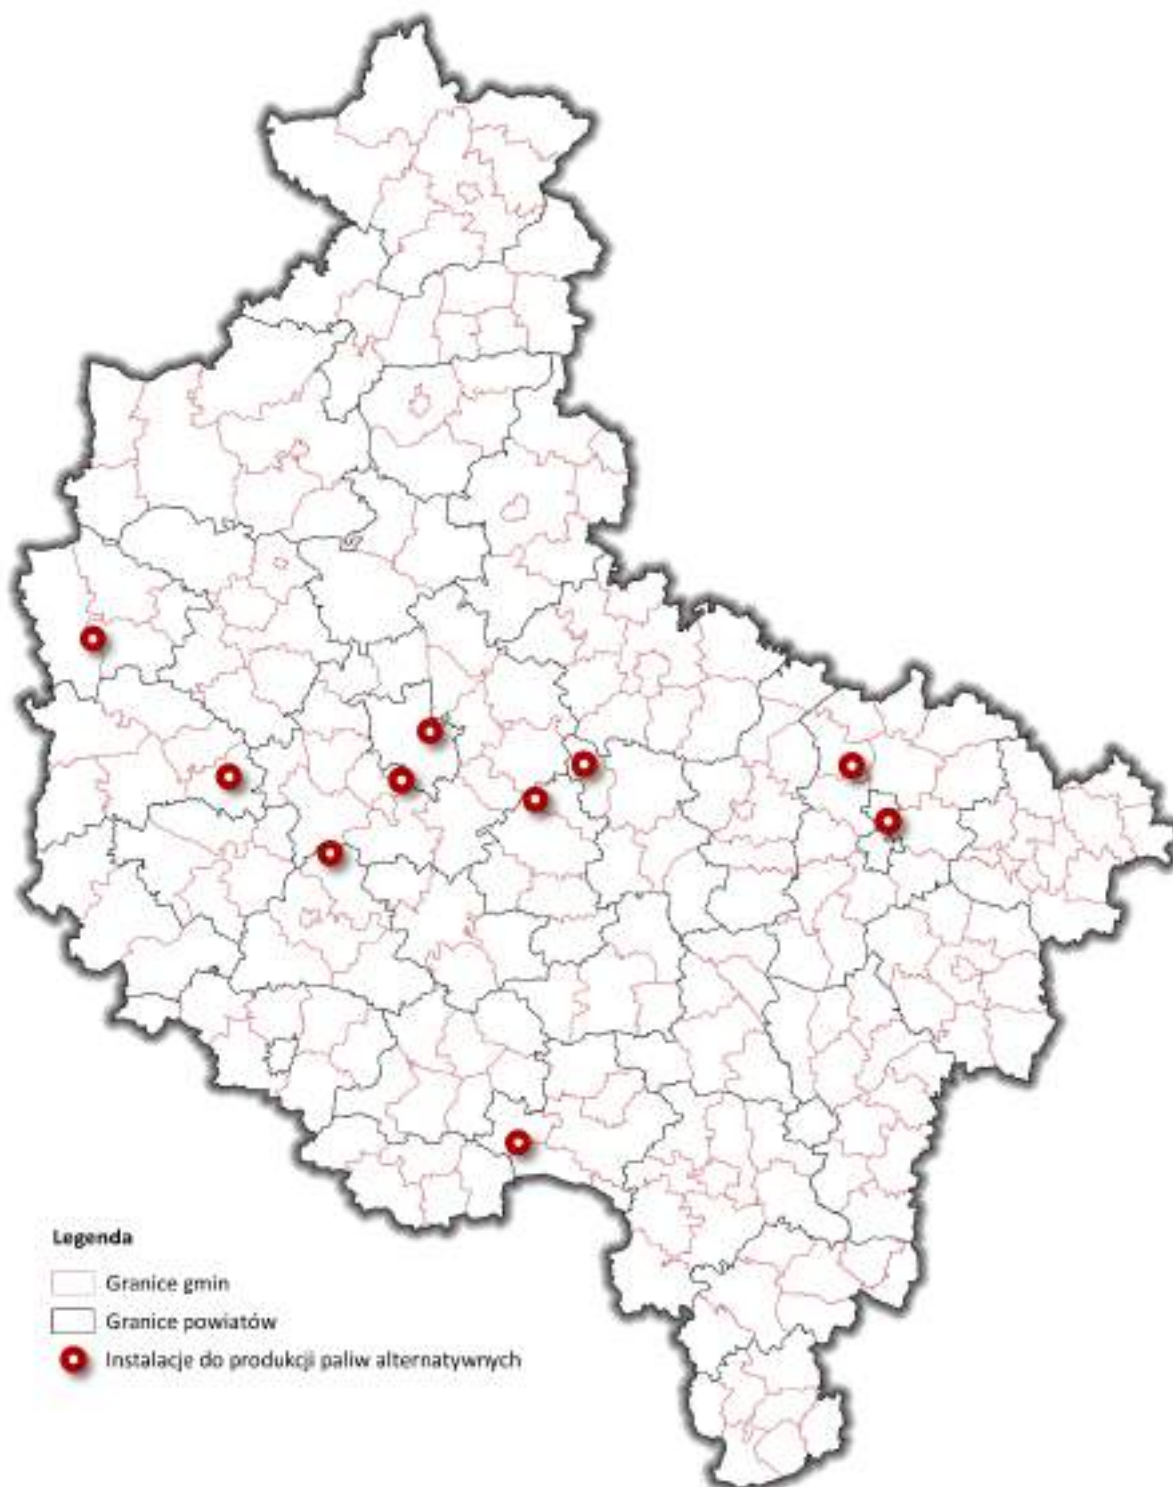 Legenda
Granice gmin
Granice powiatów
Instalacje do produkcji paliw alternatywnych